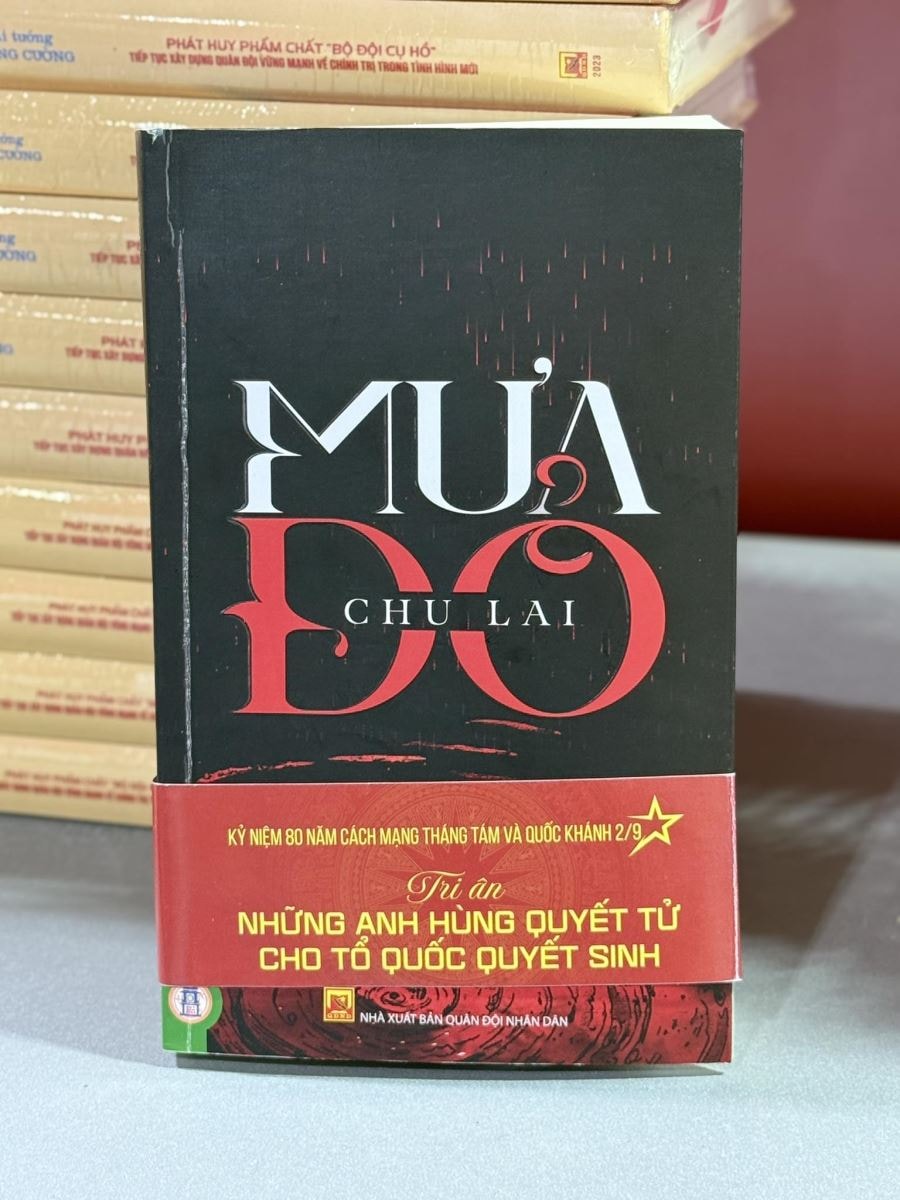 PHÁT HUY PHẨM CHẤT "BỘ ĐỘI CỤ HỒ"
TIẾP TỤC XÂY DỰNG QUÂN ĐỘI VỮNG MẠNH VỀ CHÍNH TRỊ TRONG TÌNH HÌNH MỚI
QĐND
2023
MƯA
ĐỎ
CHU LAI
KỶ NIỆM 80 NĂM CÁCH MẠNG THÁNG TÁM VÀ QUỐC KHÁNH 2/9
Tri ân
NHỮNG ANH HÙNG QUYẾT TỬ
CHO TỔ QUỐC QUYẾT SINH
QĐND
NHÀ XUẤT BẢN QUÂN ĐỘI NHÂN DÂN